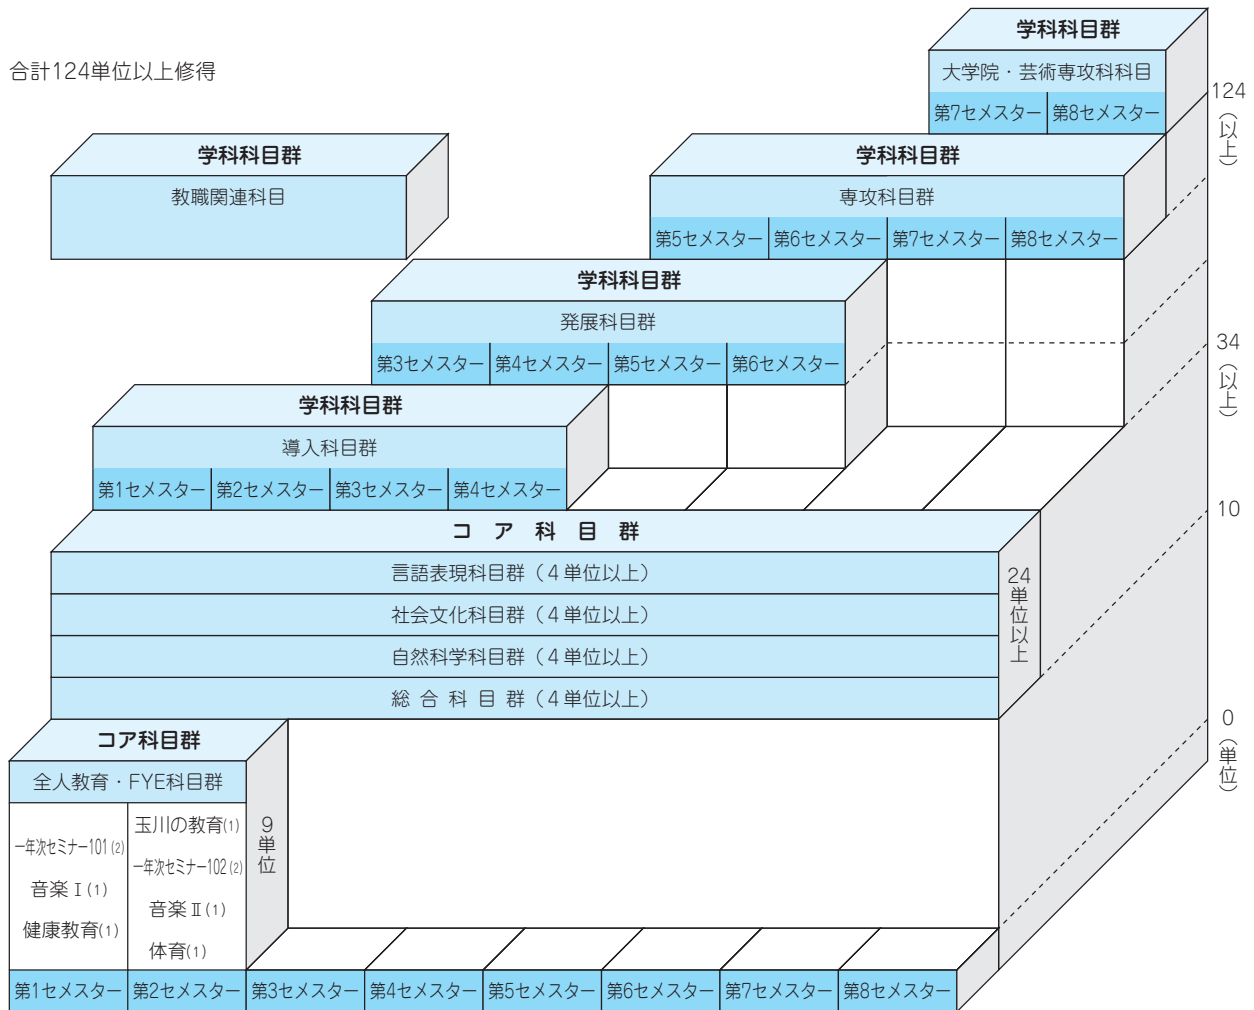 合計124単位以上修得
学科科目群
大学院・芸術専攻科科目
第7セメスター 第8セメスター
学科科目群
教職関連科目
学科科目群
専攻科目群
第5セメスター 第6セメスター 第7セメスター 第8セメスター
学科科目群
発展科目群
第3セメスター 第4セメスター 第5セメスター 第6セメスター
学科科目群
導入科目群
第1セメスター 第2セメスター 第3セメスター 第4セメスター
コア科目群
言語表現科目群（4単位以上）
社会文化科目群（4単位以上）
自然科学科目群（4単位以上）
総合科目群（4単位以上）
24単位以上
コア科目群
全人教育・FYE科目群
一年次セミナー101(2)
音楽Ⅰ(1)
健康教育(1)
玉川の教育(1)
一年次セミナー102(2)
音楽Ⅱ(1)
体育(1)
9単位
第1セメスター 第2セメスター 第3セメスター 第4セメスター 第5セメスター 第6セメスター 第7セメスター 第8セメスター
124（以上）
34（以上）
10
0（単位）